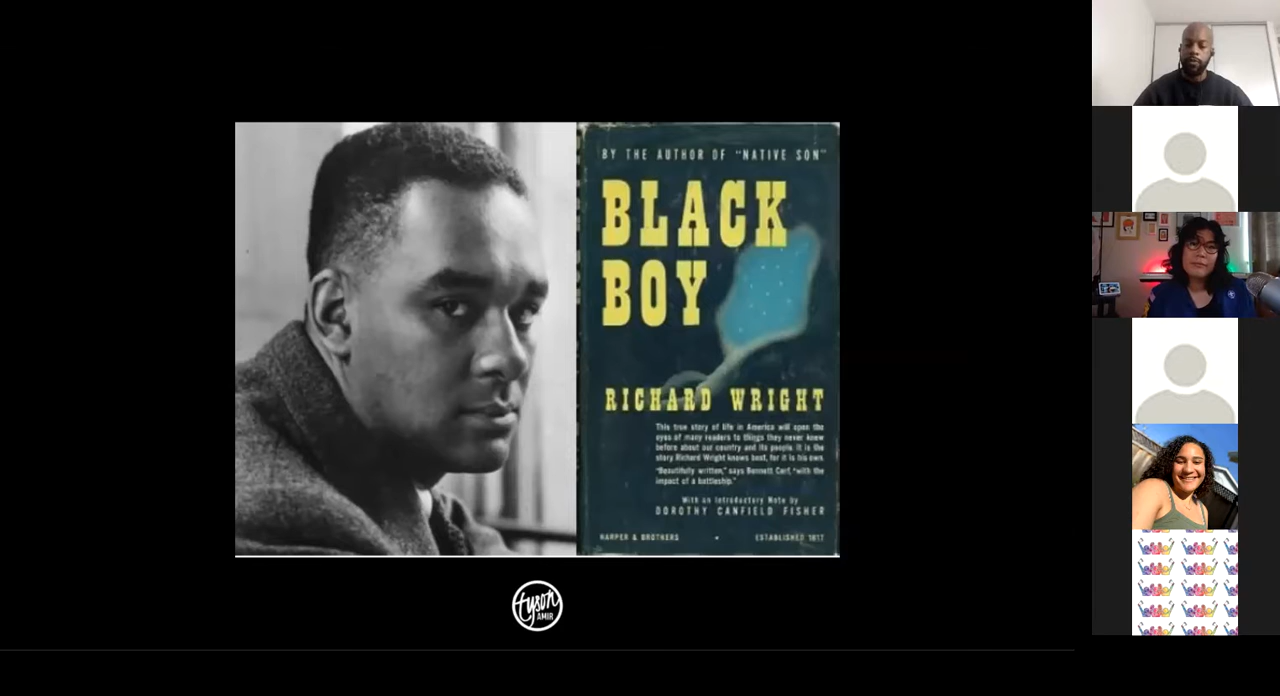 BY THE AUTHOR OF "NATIVE SON"
BLACK
BOY
RICHARD WRIGHT
This true story of life in America will open the
eyes of many readers to things they never knew
before about our country and its people. It is the
story Richard Wright knows best, for it is his own.
"Beautifully written," says Bennett Cerf, "with the
impact of a battleship."
With an Introductory Note by
DOROTHY CANFIELD FISHER
HARPER & BROTHERS • ESTABLISHED 1817
tyson
AMIR